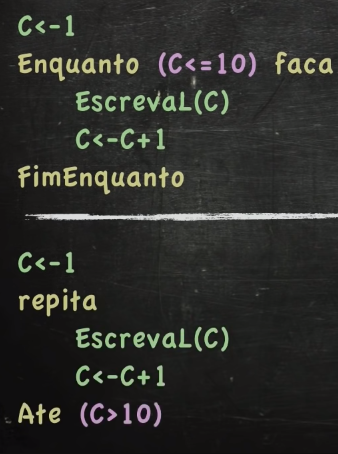 C<-1
Enquanto (C<=10) faca
EscrevaL(C)
C<-C+1
FimEnquanto
C<-1
repita
EscrevaL(C)
C<-C+1
Ate (C>10)